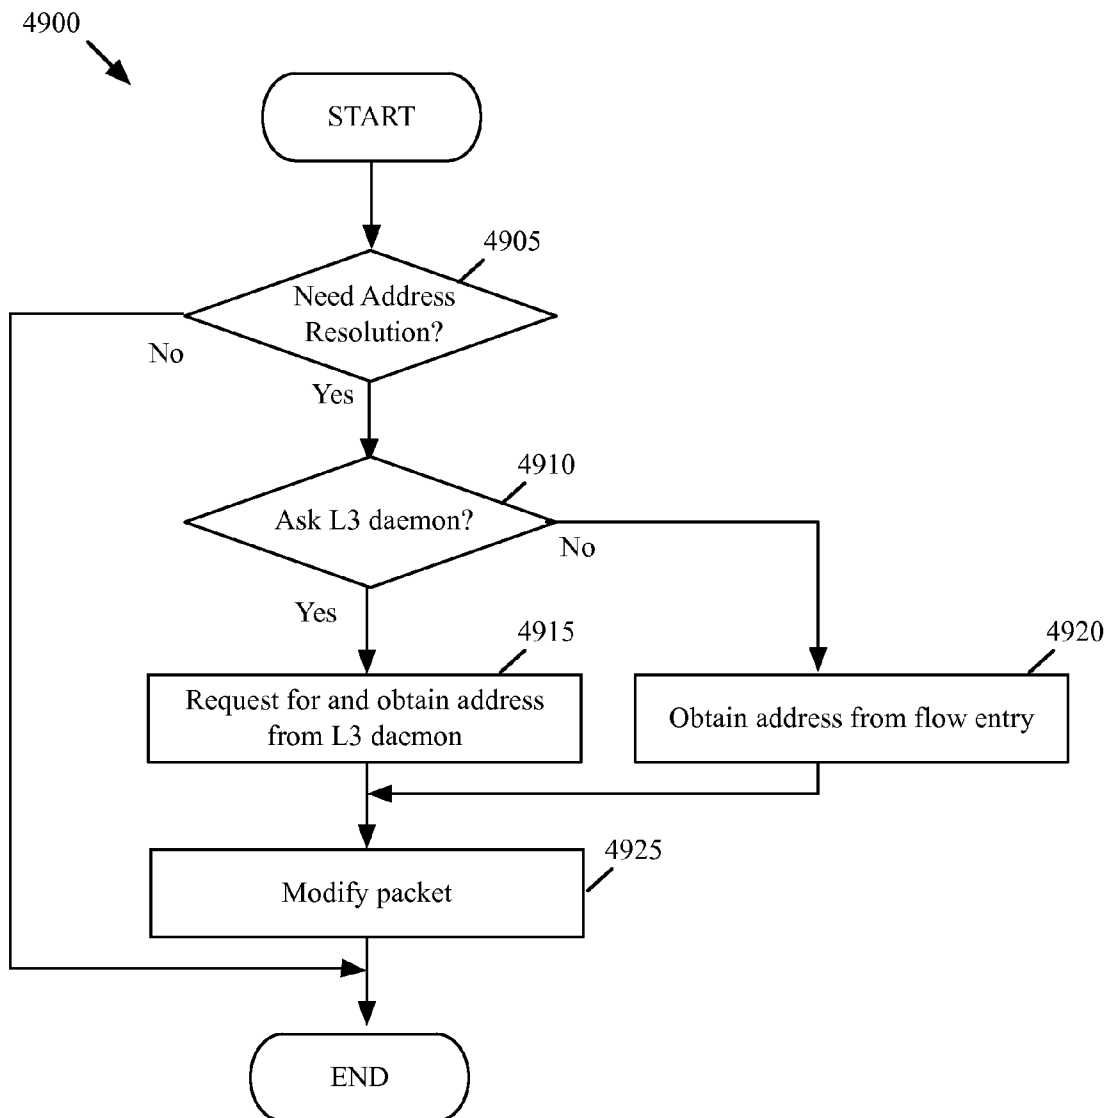 4900
START
4905
Need Address
Resolution?
No
Yes
4910
Ask L3 daemon?
No
Yes
4915
4920
Request for and obtain address
from L3 daemon
Obtain address from flow entry
4925
Modify packet
END